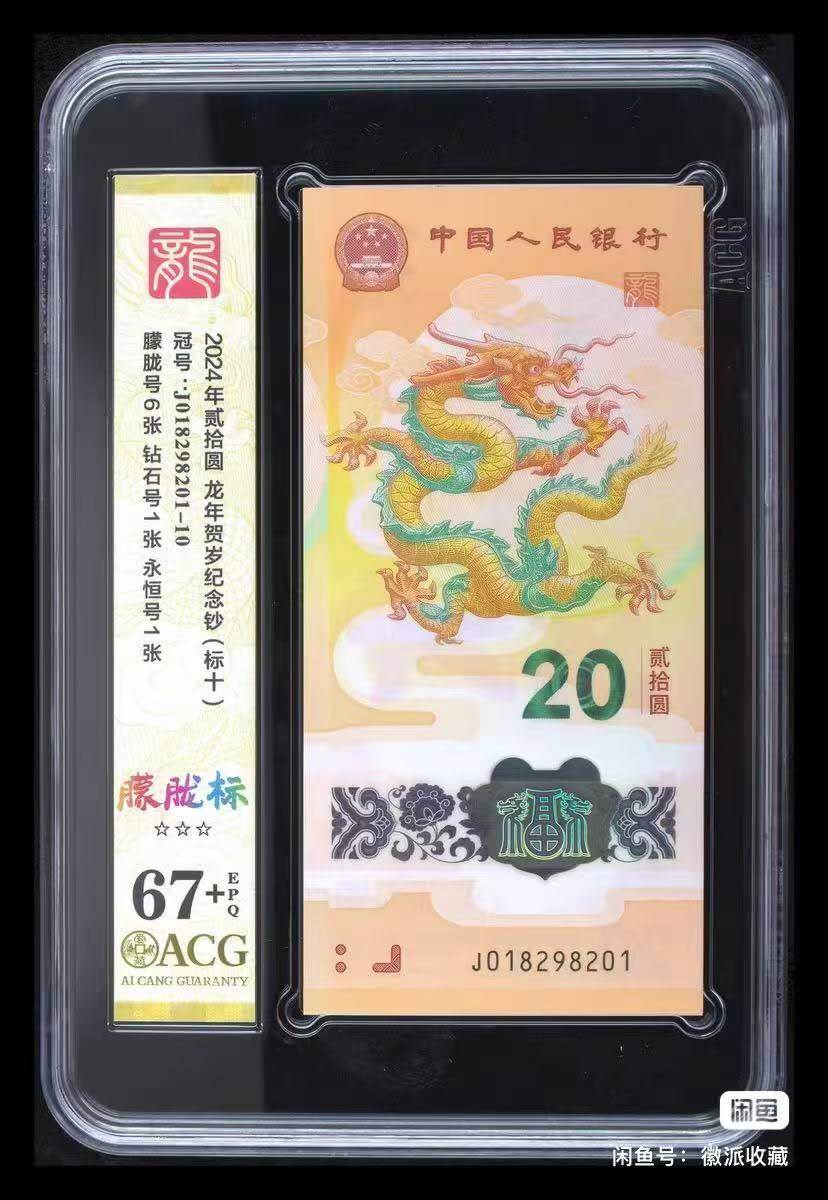 龍
2024年贰拾圆 龙年贺岁纪念钞(标十)
冠号:J018298201-10
朦胧号6张 钻石号1张 永恒号1张
朦胧标
☆☆☆
67+
EPQ
ACG
AI CANG GUARANTY
中国人民银行
龍
20
贰拾圆
J018298201
ACG
闲鱼
闲鱼号：徽派收藏